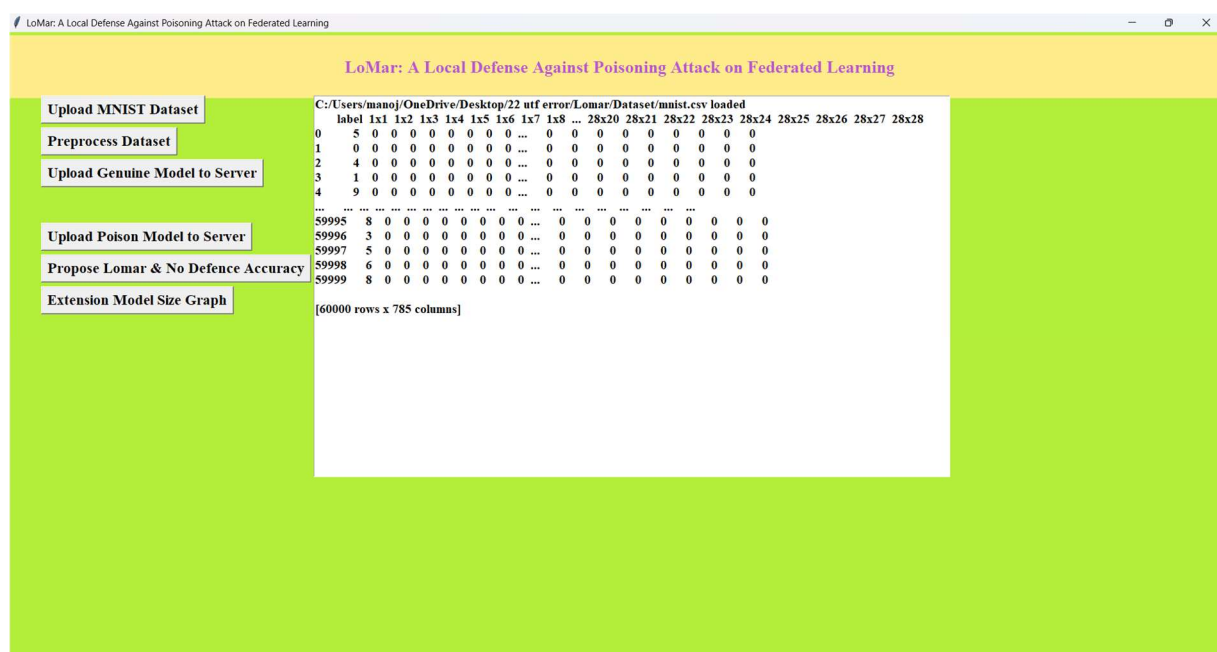 LoMar: A Local Defense Against Poisoning Attack on Federated Learning
LoMar: A Local Defense Against Poisoning Attack on Federated Learning
Upload MNIST Dataset
Preprocess Dataset
Upload Genuine Model to Server
Upload Poison Model to Server
Propose Lomar & No Defence Accuracy
Extension Model Size Graph
C:/Users/manoj/OneDrive/Desktop/22 utf error/Lomar/Dataset/mnist.csv loaded
label 1x1 1x2 1x3 1x4 1x5 1x6 1x7 1x8 ... 28x20 28x21 28x22 28x23 28x24 28x25 28x26 28x27 28x28
0 5 0 0 0 0 0 0 0 0 ... 0 0 0 0 0 0 0 0 0
1 0 0 0 0 0 0 0 0 0 ... 0 0 0 0 0 0 0 0 0
2 4 0 0 0 0 0 0 0 0 ... 0 0 0 0 0 0 0 0 0
3 1 0 0 0 0 0 0 0 0 ... 0 0 0 0 0 0 0 0 0
4 9 0 0 0 0 0 0 0 0 ... 0 0 0 0 0 0 0 0 0
... ... ... ... ... ... ... ... ... ... ... ... ... ... ... ... ... ... ... ...
59995 8 0 0 0 0 0 0 0 0 ... 0 0 0 0 0 0 0 0 0
59996 3 0 0 0 0 0 0 0 0 ... 0 0 0 0 0 0 0 0 0
59997 5 0 0 0 0 0 0 0 0 ... 0 0 0 0 0 0 0 0 0
59998 6 0 0 0 0 0 0 0 0 ... 0 0 0 0 0 0 0 0 0
59999 8 0 0 0 0 0 0 0 0 ... 0 0 0 0 0 0 0 0 0
[60000 rows x 785 columns]